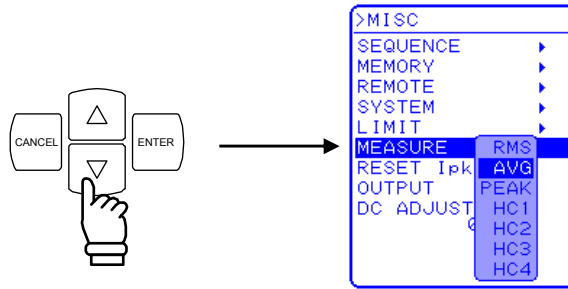 CANCEL
ENTER
>MISC
SEQUENCE
MEMORY
REMOTE
SYSTEM
LIMIT
MEASURE RMS
RESET Ipk AVG
OUTPUT PEAK
DC ADJUST HC1
HC2
HC3
HC4